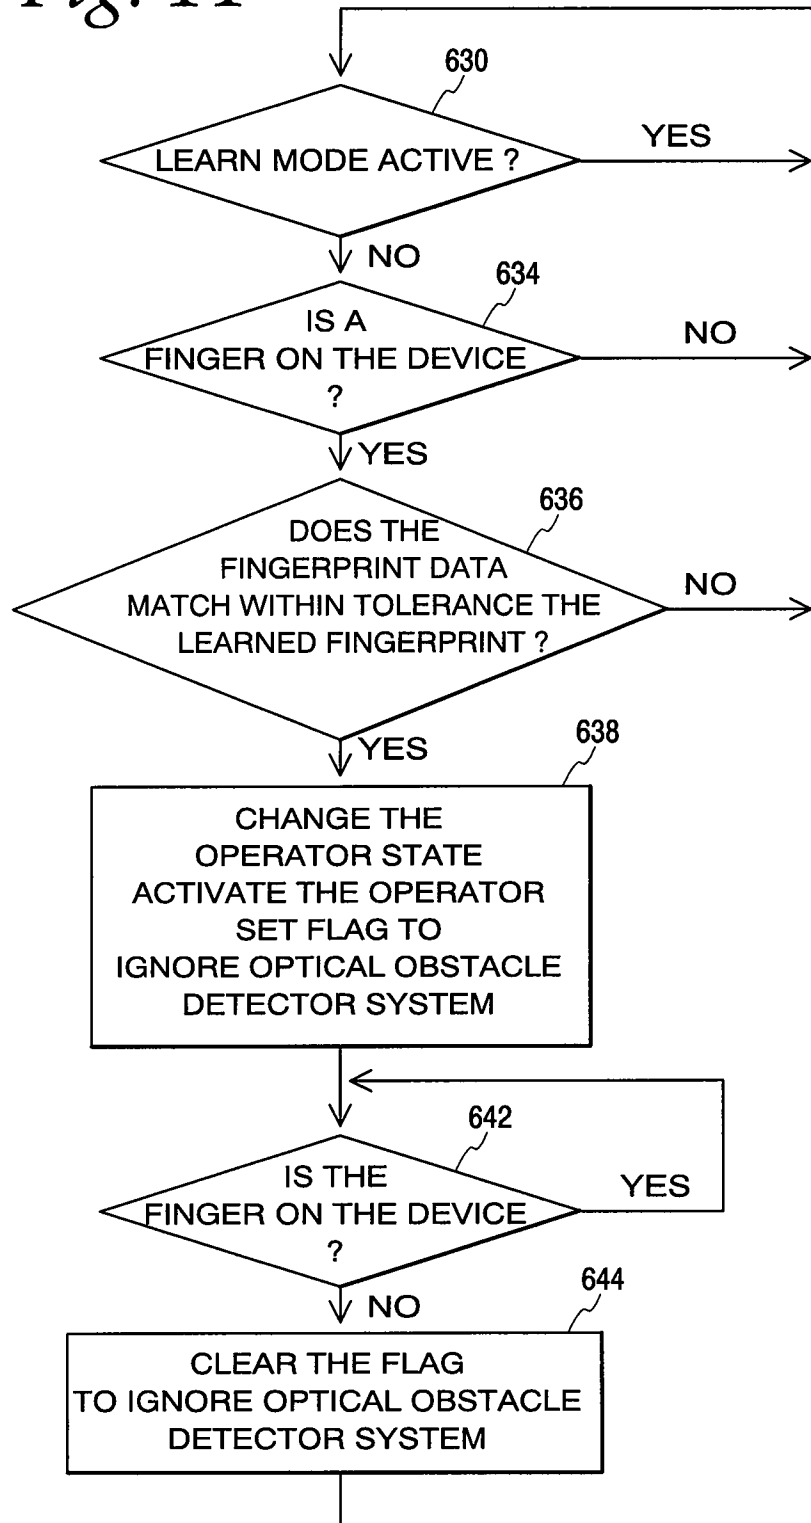 Fig. 11
630
LEARN MODE ACTIVE ?
YES
NO
634
IS A
FINGER ON THE DEVICE
?
NO
YES
636
DOES THE
FINGERPRINT DATA
MATCH WITHIN TOLERANCE THE
LEARNED FINGERPRINT ?
NO
YES
638
CHANGE THE
OPERATOR STATE
ACTIVATE THE OPERATOR
SET FLAG TO
IGNORE OPTICAL OBSTACLE
DETECTOR SYSTEM
642
IS THE
FINGER ON THE DEVICE
?
YES
NO
644
CLEAR THE FLAG
TO IGNORE OPTICAL OBSTACLE
DETECTOR SYSTEM